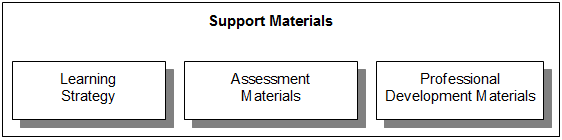 Support Materials
Learning
Strategy
Assessment
Materials
Professional
Development Materials